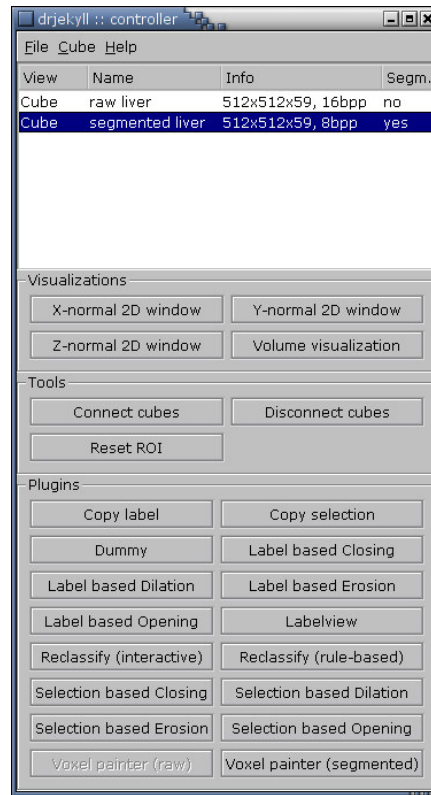 drjekyll :: controller
File Cube Help
View Name Info Segm.
Cube raw liver 512x512x59, 16bpp no
Cube segmented liver 512x512x59, 8bpp yes
Visualizations
X-normal 2D window Y-normal 2D window
Z-normal 2D window Volume visualization
Tools
Connect cubes Disconnect cubes
Reset ROI
Plugins
Copy label Copy selection
Dummy Label based Closing
Label based Dilation Label based Erosion
Label based Opening Labelview
Reclassify (interactive) Reclassify (rule-based)
Selection based Closing Selection based Dilation
Selection based Erosion Selection based Opening
Voxel painter (raw) Voxel painter (segmented)